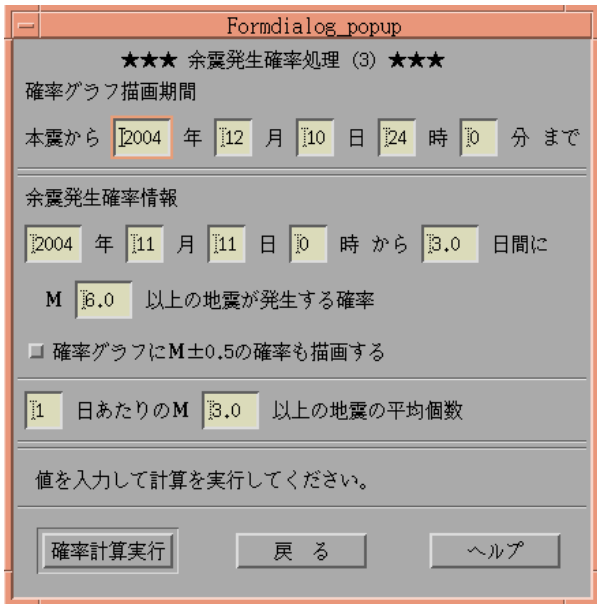 Formdialog_popup
★★★ 余震発生確率処理 (3) ★★★
確率グラフ描画期間
本震から 2004 年 12 月 10 日 24 時 0 分 まで
余震発生確率情報
2004 年 11 月 11 日 0 時 から 3.0 日間に
M 6.0 以上の地震が発生する確率
確率グラフにM±0.5の確率も描画する
1 日あたりのM 3.0 以上の地震の平均個数
値を入力して計算を実行してください。
確率計算実行 戻 る ヘルプ